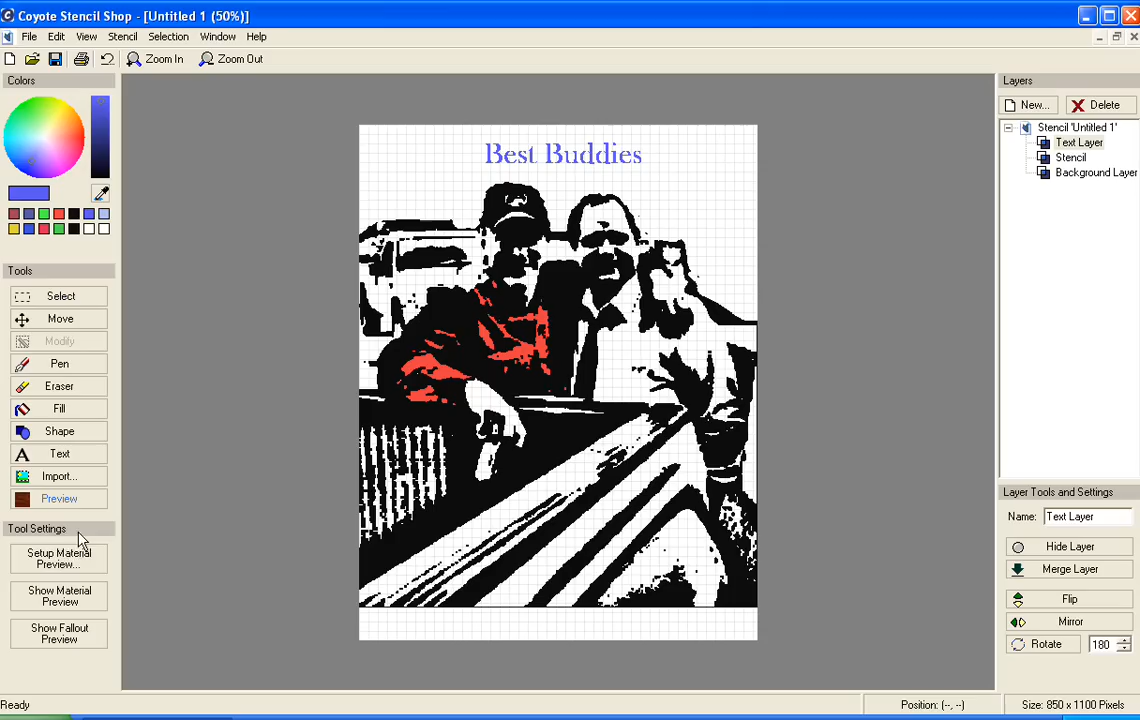 Coyote Stencil Shop - [Untitled 1 (50%)]
File Edit View Stencil Selection Window Help
Zoom In Zoom Out
Colors
Tools
Select
Move
Modify
Pen
Eraser
Fill
Shape
Text
Import...
Preview
Tool Settings
Setup Material
Preview...
Show Material
Preview
Show Fallout
Preview
Best Buddies
Layers
New... Delete
Stencil 'Untitled 1'
Text Layer
Stencil
Background Layer
Layer Tools and Settings
Name: Text Layer
Hide Layer
Merge Layer
Flip
Mirror
Rotate 180
Ready Position: (--, --) Size: 850 x 1100 Pixels